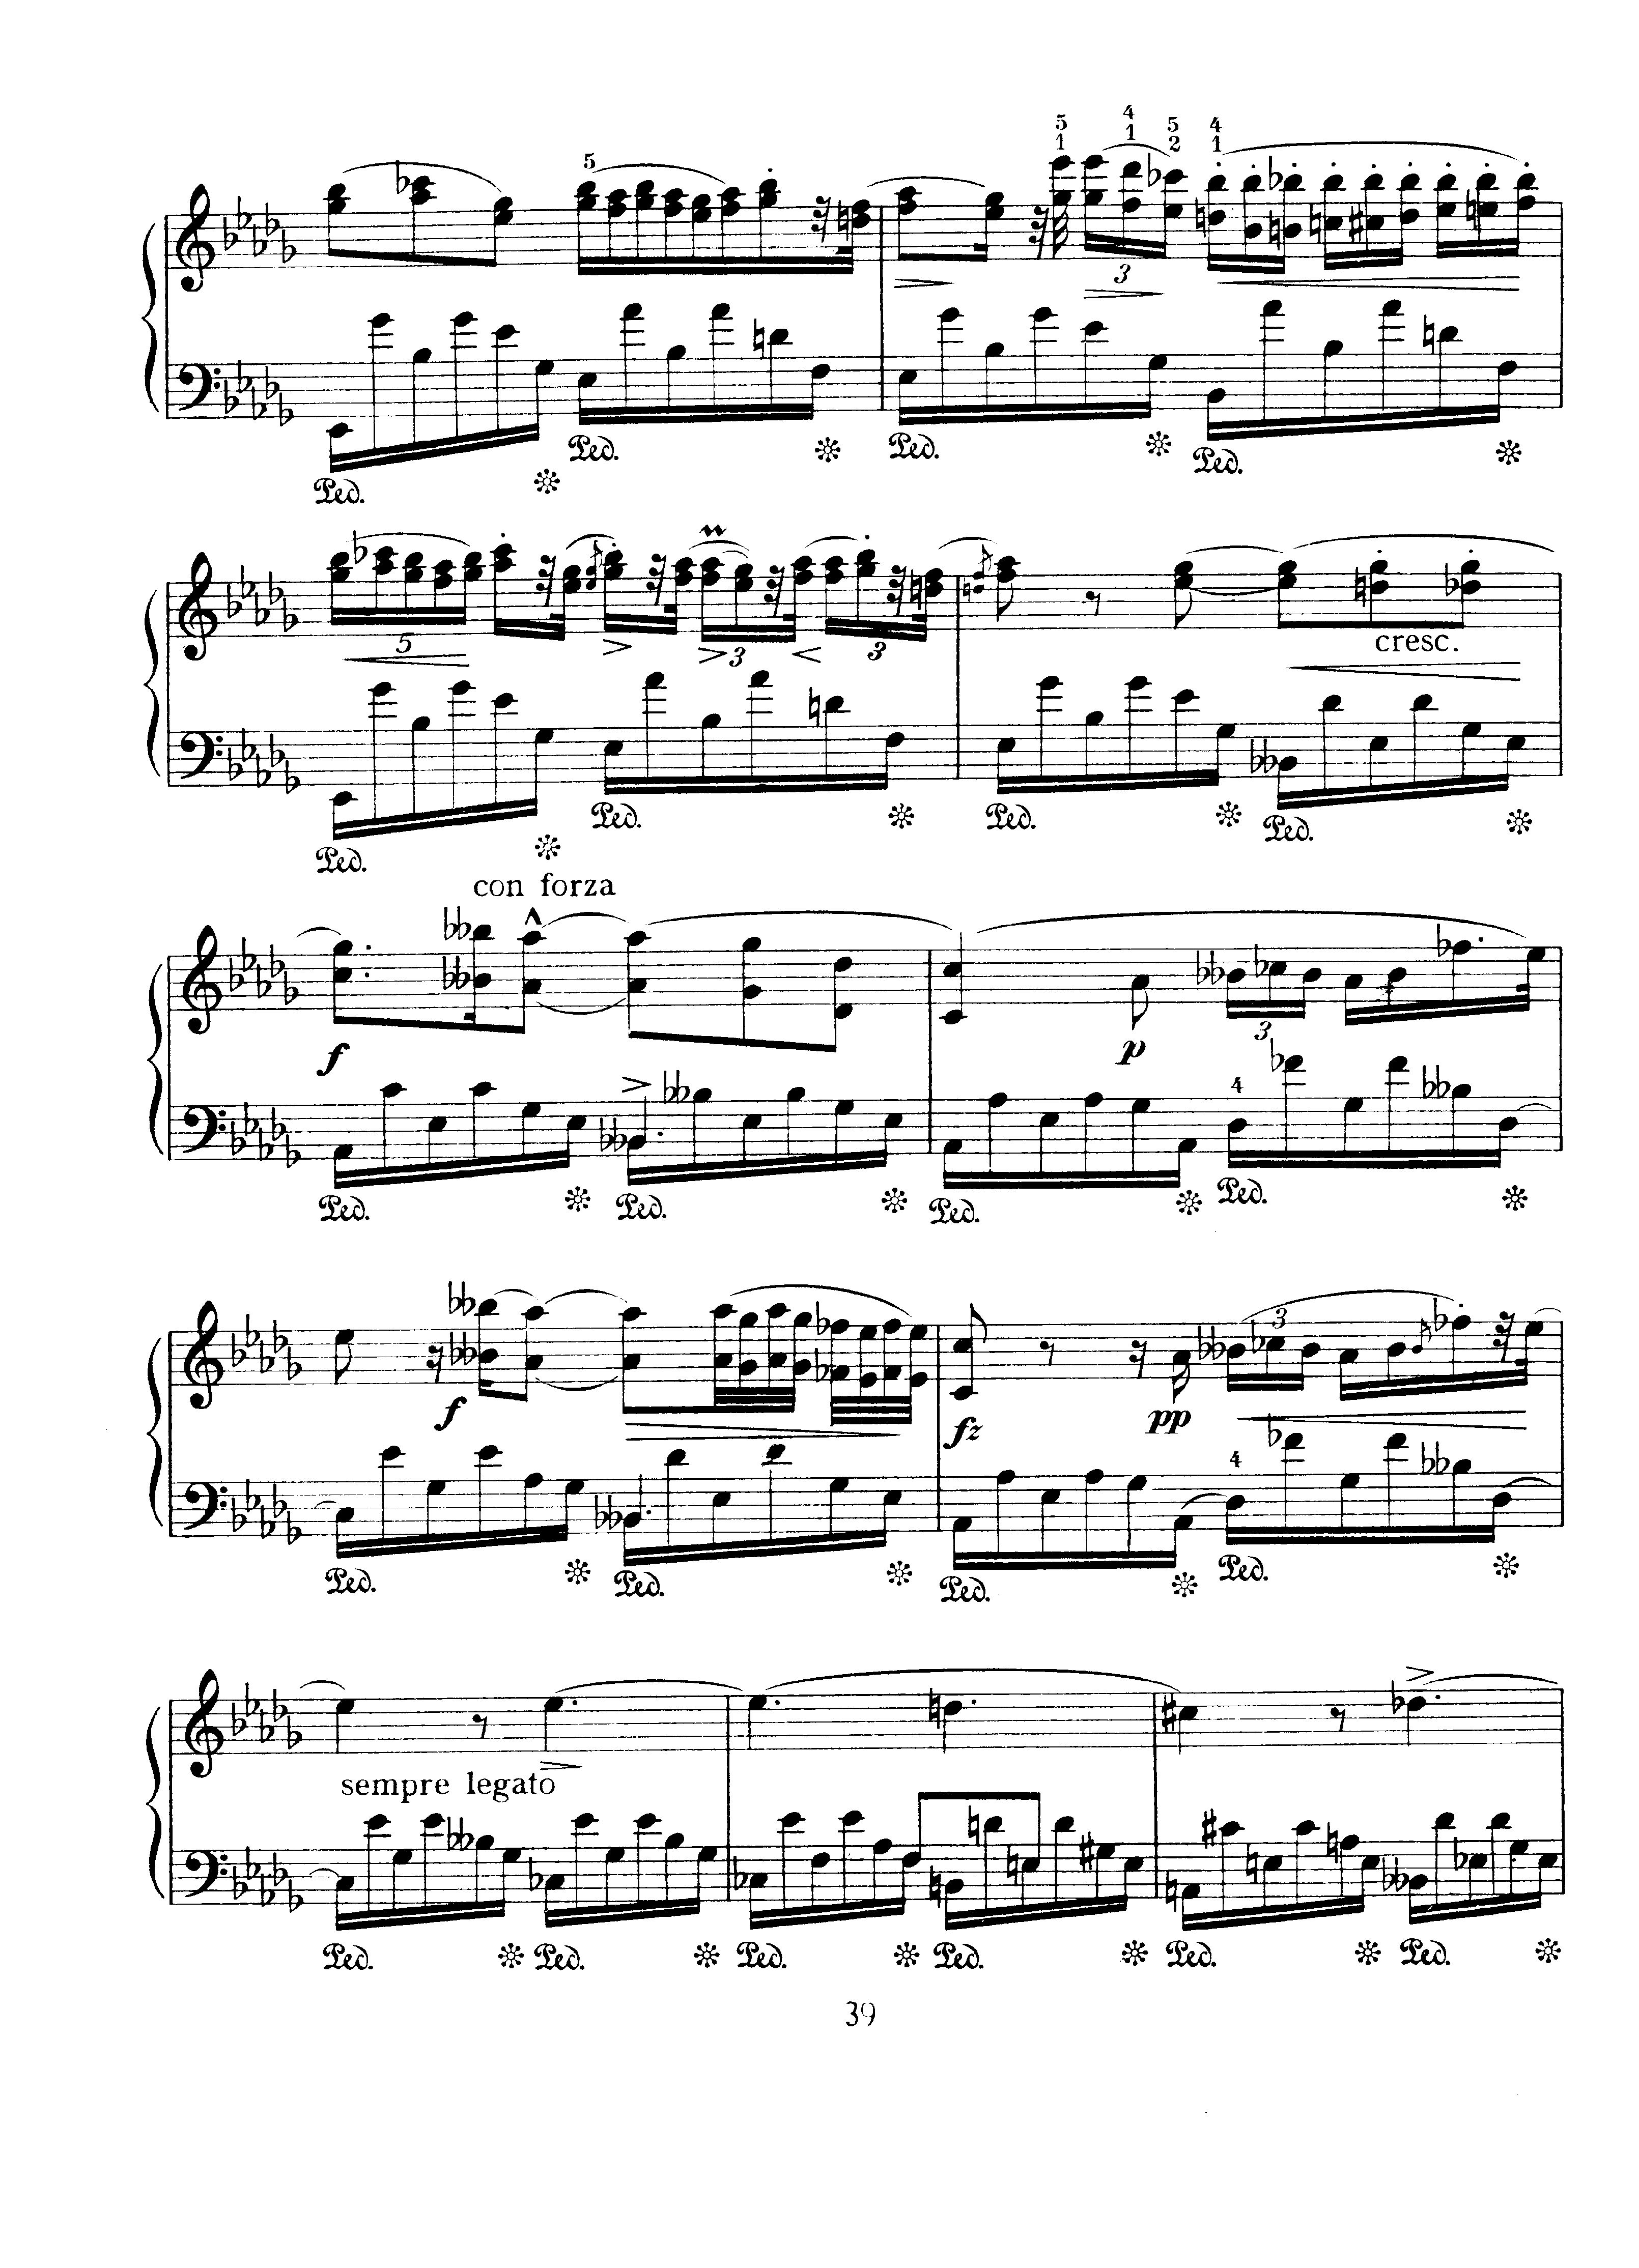 5 4 5 4
1 1 2 1
5
3
Ped. Ped. Ped. Ped.
5 3 3
cresc.
Ped. Ped. Ped. Ped.
con forza
f p 3
4
Ped. Ped. Ped. Ped.
3
f fz pp
4
Ped. Ped. Ped. Ped.
sempre legato
Ped. Ped. Ped. Ped. Ped. Ped.
39